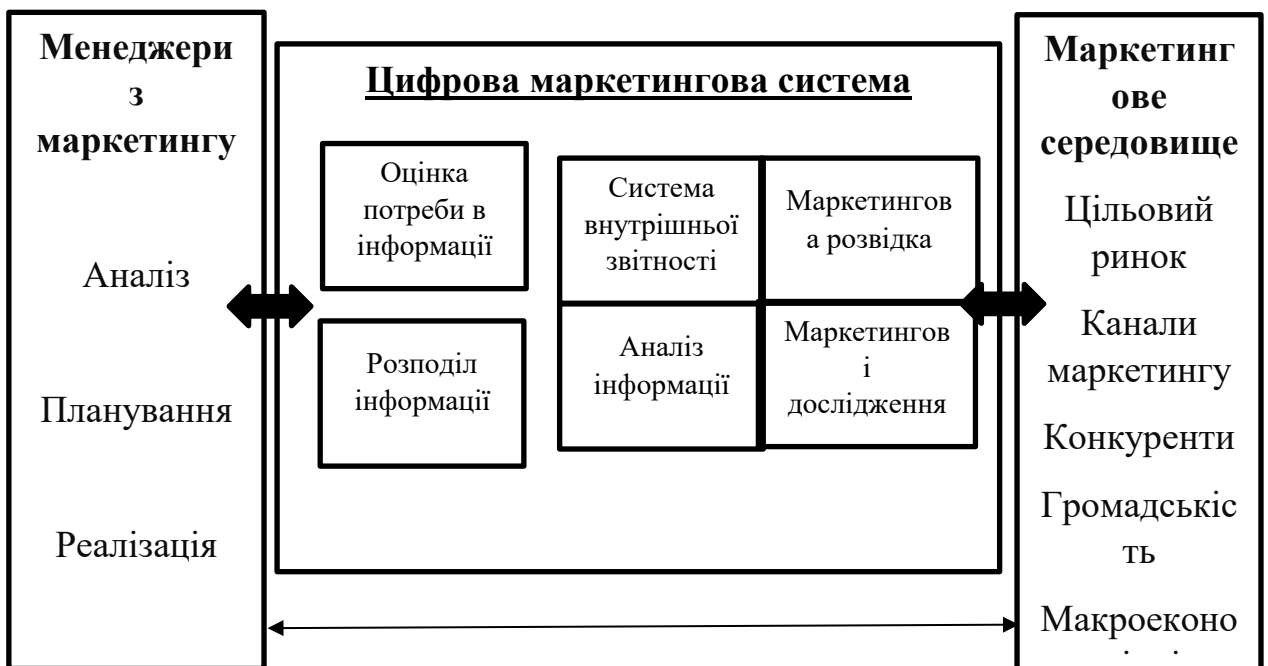 Менеджери
з
маркетингу
Аналіз
Планування
Реалізація
Цифрова маркетингова система
Оцінка
потреби в
інформації
Розподіл
інформації
Система
внутрішньої
звітності
Маркетингов
а розвідка
Аналіз
інформації
Маркетингов
і
дослідження
Маркетинг
ове
середовище
Цільовий
ринок
Канали
маркетингу
Конкуренти
Громадськіс
ть
Макроеконо